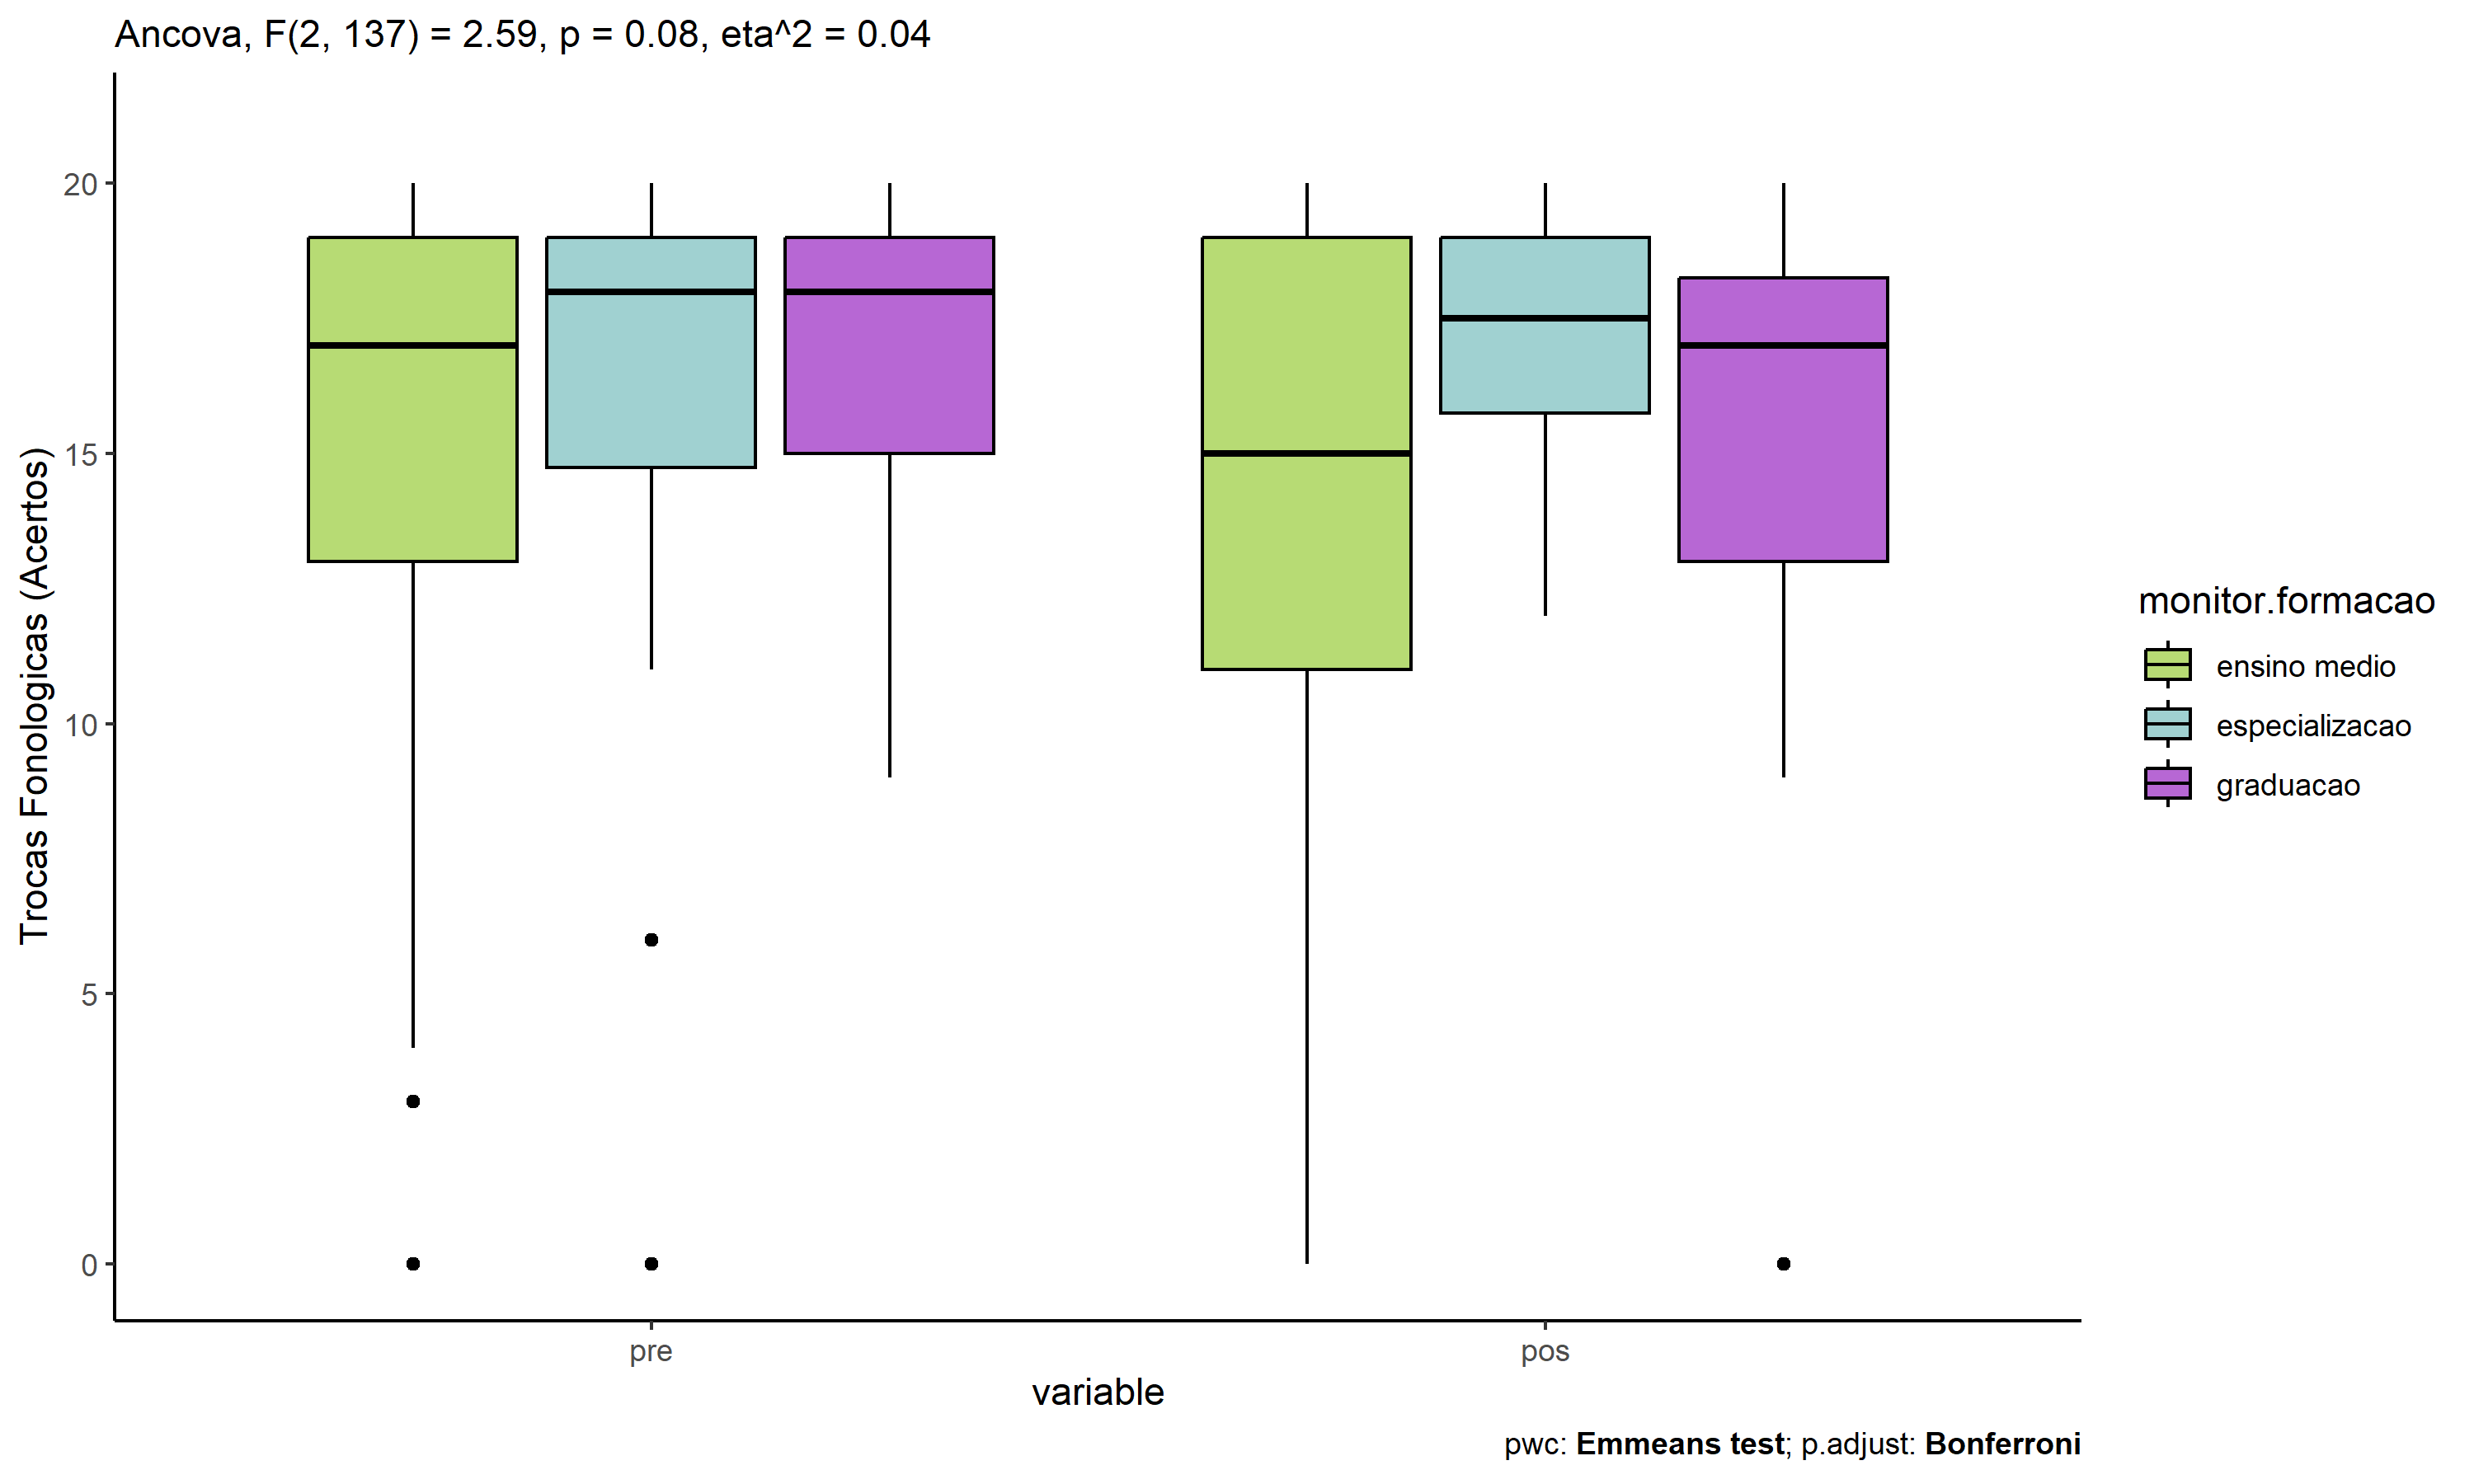 Ancova, F(2, 137) = 2.59, p = 0.08, eta^2 = 0.04
Trocas Fonologicas (Acertos)
20
15
10
5
0
pre
pos
variable
monitor.formacao
ensino medio
especializacao
graduacao
pwc: Emmeans test; p.adjust: Bonferroni